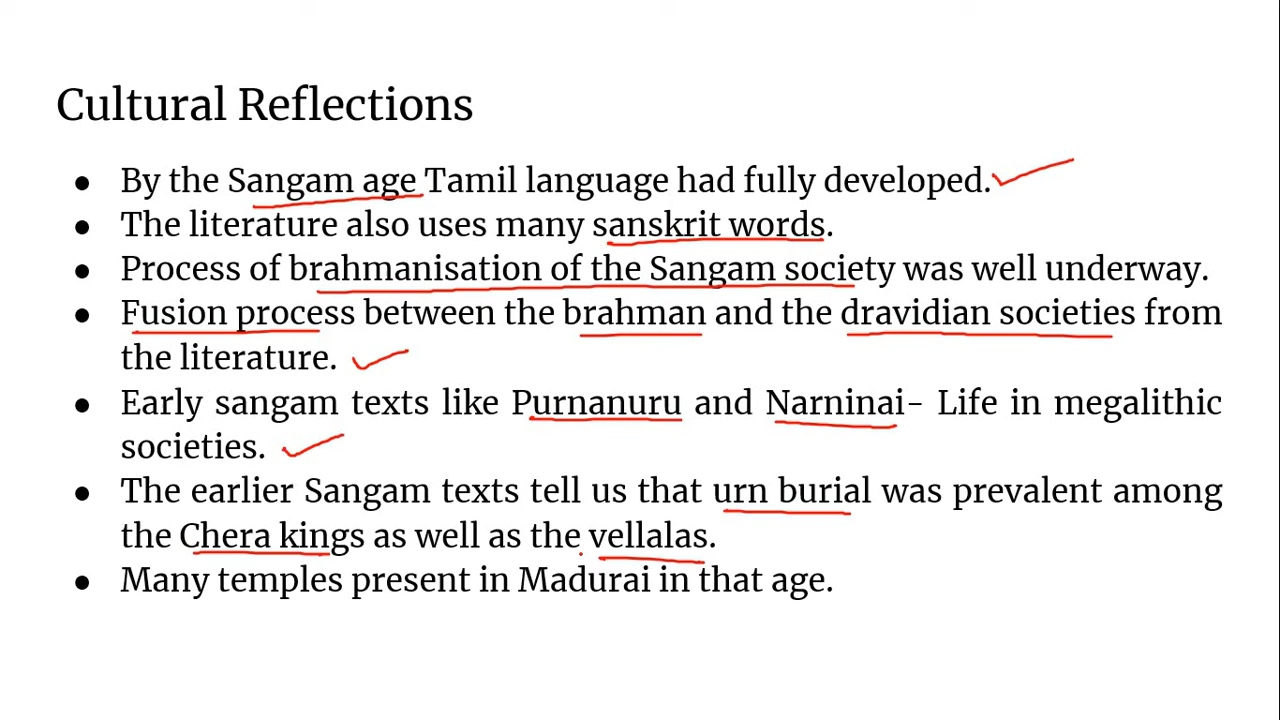 Cultural Reflections
● By the Sangam age Tamil language had fully developed.
● The literature also uses many sanskrit words.
● Process of brahmanisation of the Sangam society was well underway.
● Fusion process between the brahman and the dravidian societies from
the literature.
● Early sangam texts like Purnanuru and Narninai- Life in megalithic
societies.
● The earlier Sangam texts tell us that urn burial was prevalent among
the Chera kings as well as the vellalas.
● Many temples present in Madurai in that age.